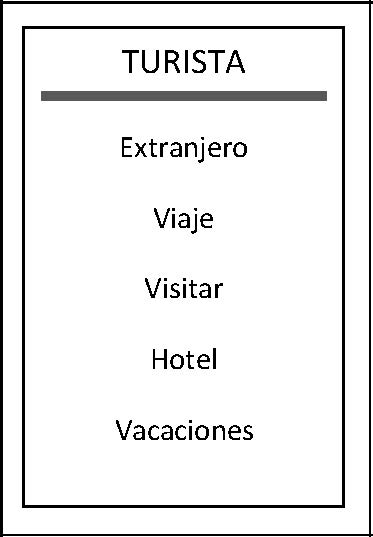 TURISTA
Extranjero
Viaje
Visitar
Hotel
Vacaciones